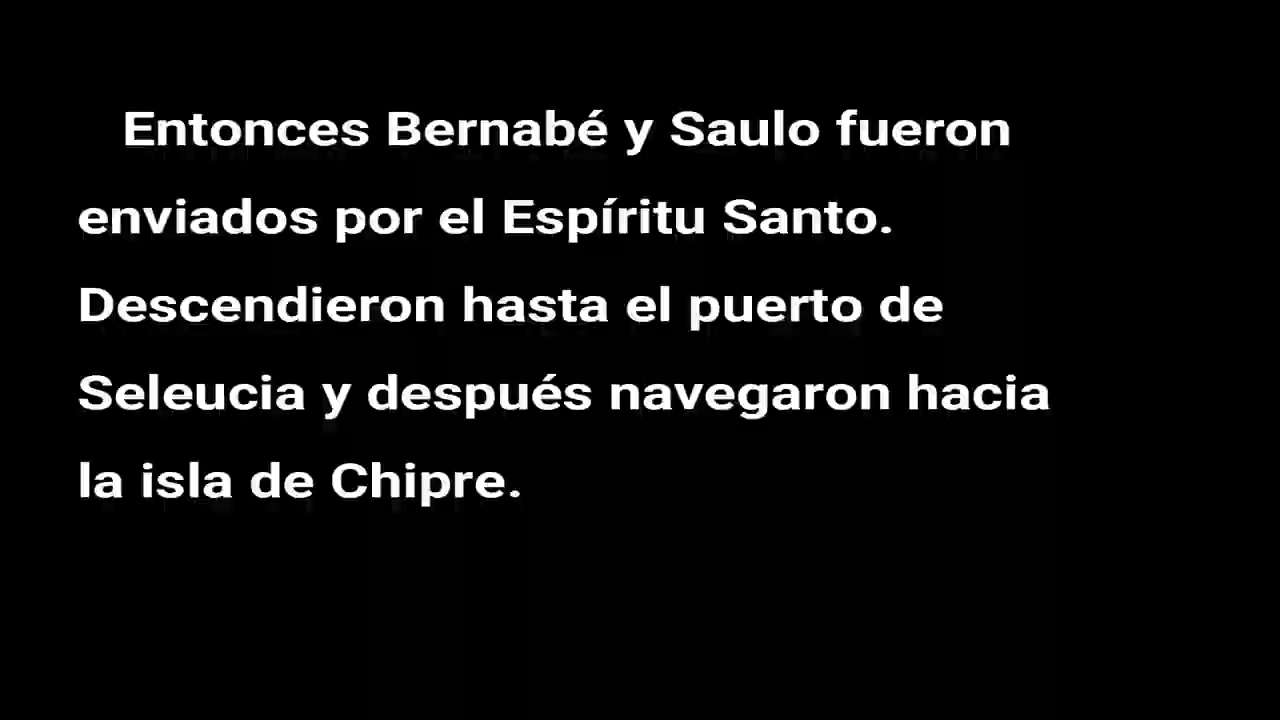 Entonces Bernabé y Saulo fueron
enviados por el Espíritu Santo.
Descendieron hasta el puerto de
Seleucia y después navegaron hacia
la isla de Chipre.